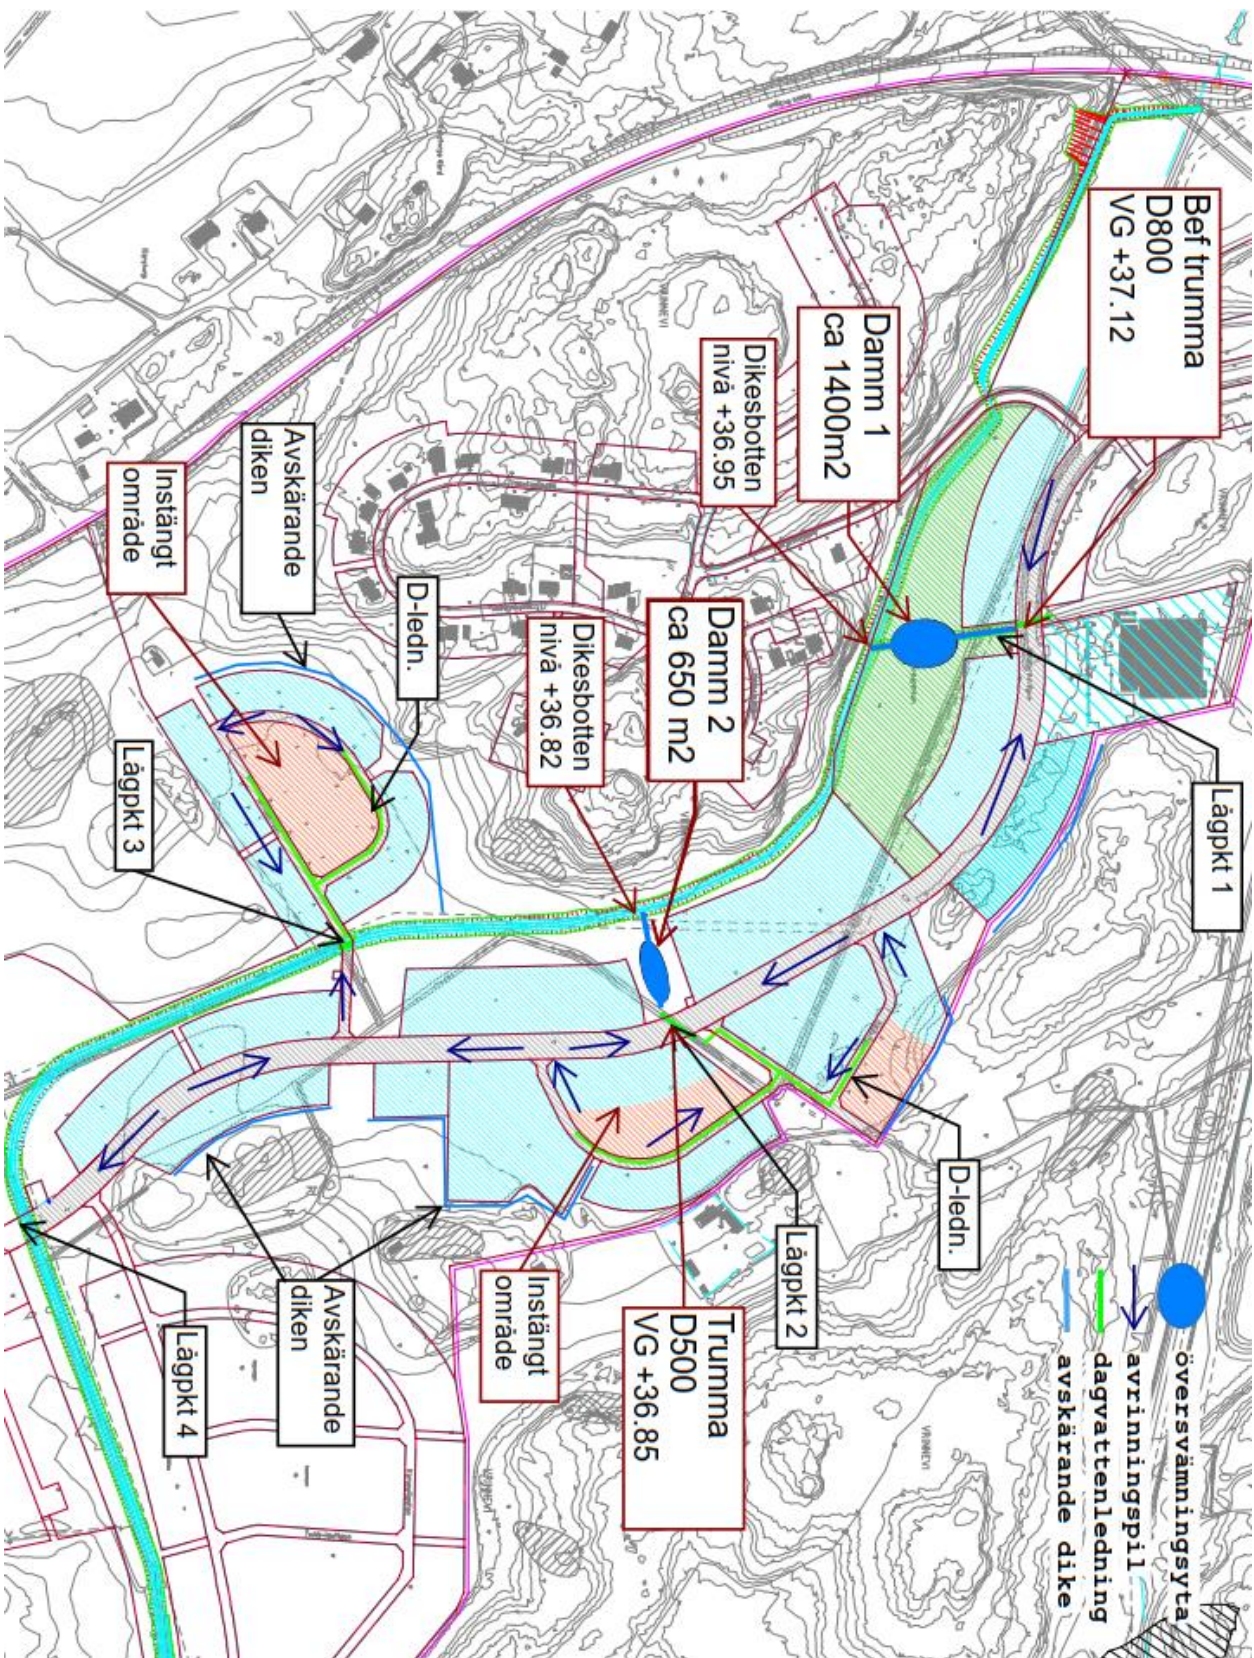 Bef trumma
D800
VG +37.12
Damm 1
ca 1400m2
Dikesbotten
nivå +36.95
Avskärande
diken
Instängt
område
D-ledn.
Damm 2
ca 650 m2
Dikesbotten
nivå +36.82
Lågpkt 3
Lågpkt 1
D-ledn.
Lågpkt 2
Trumma
D500
VG +36.85
Instängt
område
Avskärande
diken
Lågpkt 4
översvämningsyta
avrinningspil
dagvattenledning
avskärande dike
VRINNEVI
VRINNEVI